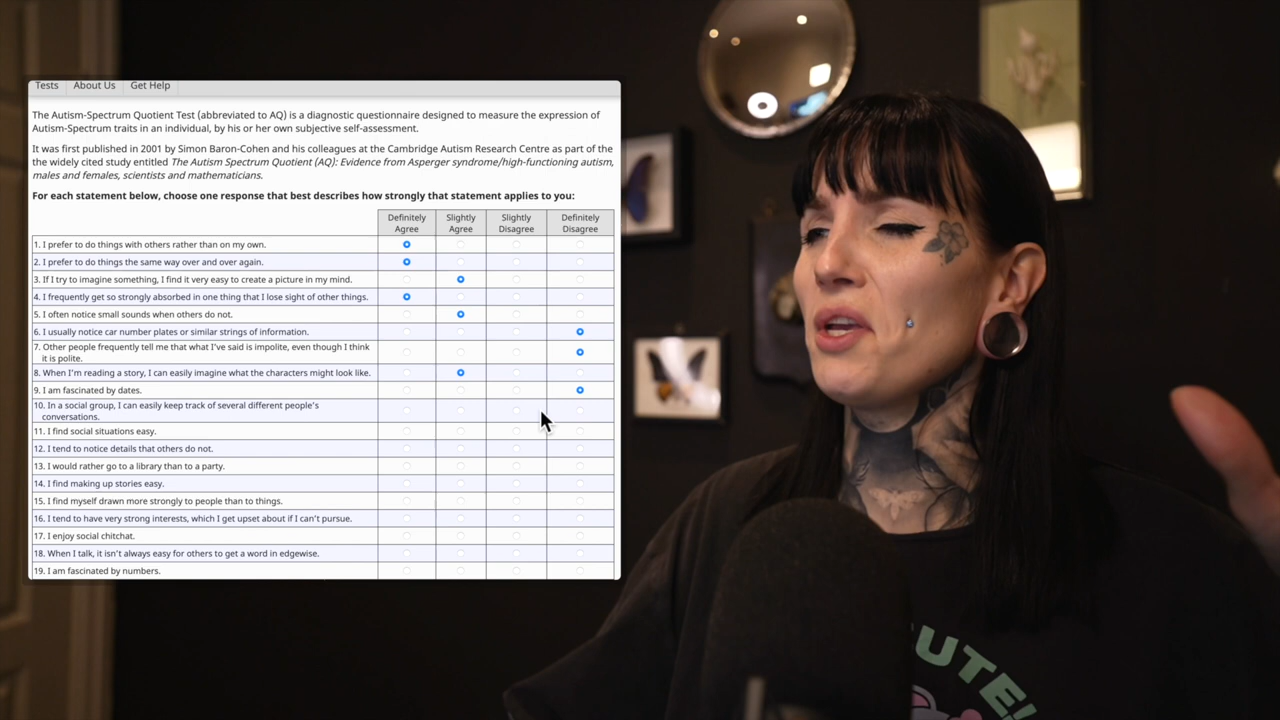 Tests About Us Get Help
The Autism-Spectrum Quotient Test (abbreviated to AQ) is a diagnostic questionnaire designed to measure the expression of
Autism-Spectrum traits in an individual, by his or her own subjective self-assessment.
It was first published in 2001 by Simon Baron-Cohen and his colleagues at the Cambridge Autism Research Centre as part of the
the widely cited study entitled The Autism Spectrum Quotient (AQ): Evidence from Asperger syndrome/high-functioning autism,
males and females, scientists and mathematicians.
For each statement below, choose one response that best describes how strongly that statement applies to you:
Definitely Slightly Slightly Definitely
Agree Agree Disagree Disagree
1. I prefer to do things with others rather than on my own.
2. I prefer to do things the same way over and over again.
3. If I try to imagine something, I find it very easy to create a picture in my mind.
4. I frequently get so strongly absorbed in one thing that I lose sight of other things.
5. I often notice small sounds when others do not.
6. I usually notice car number plates or similar strings of information.
7. Other people frequently tell me that what I've said is impolite, even though I think
it is polite.
8. When I'm reading a story, I can easily imagine what the characters might look like.
9. I am fascinated by dates.
10. In a social group, I can easily keep track of several different people's
conversations.
11. I find social situations easy.
12. I tend to notice details that others do not.
13. I would rather go to a library than to a party.
14. I find making up stories easy.
15. I find myself drawn more strongly to people than to things.
16. I tend to have very strong interests, which I get upset about if I can't pursue.
17. I enjoy social chitchat.
18. When I talk, it isn't always easy for others to get a word in edgewise.
19. I am fascinated by numbers.
UTE!